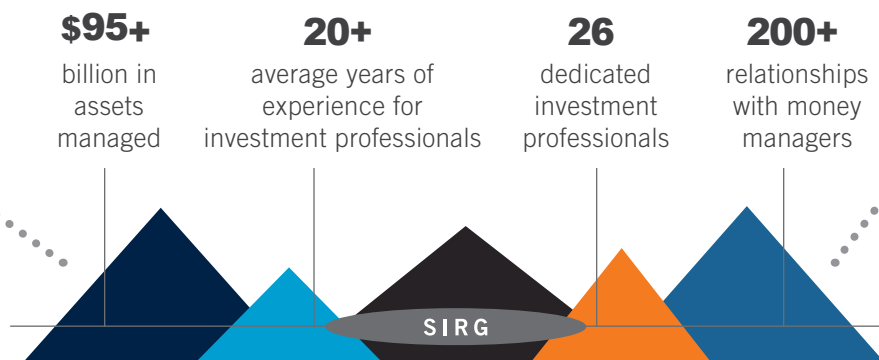 $95+
billion in
assets
managed
20+
average years of
experience for
investment professionals
26
dedicated
investment
professionals
200+
relationships
with money
managers
SIRG